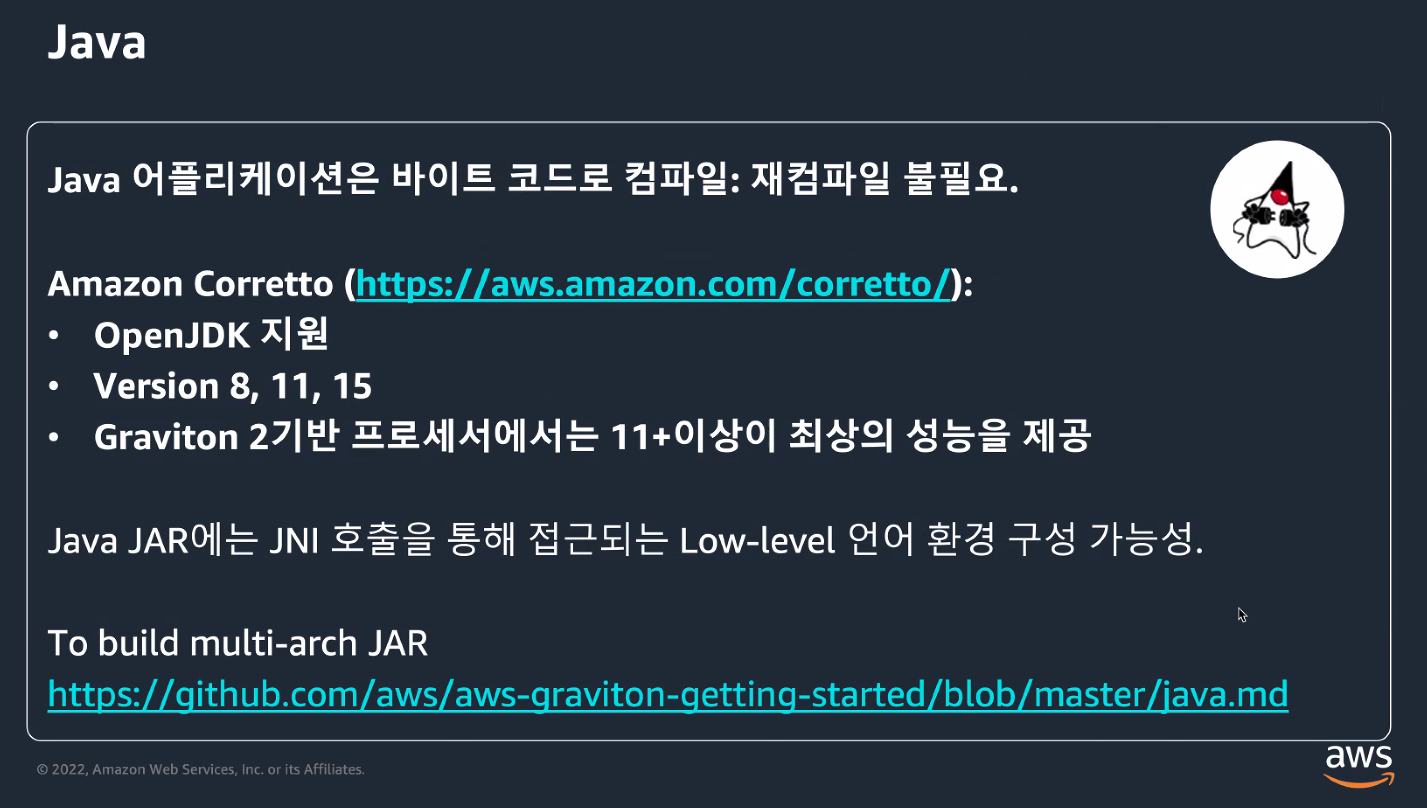 Java
Java 어플리케이션은 바이트 코드로 컴파일: 재컴파일 불필요.
Amazon Corretto (https://aws.amazon.com/corretto/):
• OpenJDK 지원
• Version 8, 11, 15
• Graviton 2기반 프로세서에서는 11+이상이 최상의 성능을 제공
Java JAR에는 JNI 호출을 통해 접근되는 Low-level 언어 환경 구성 가능성.
To build multi-arch JAR
https://github.com/aws/aws-graviton-getting-started/blob/master/java.md
© 2022, Amazon Web Services, Inc. or its Affiliates.
aws